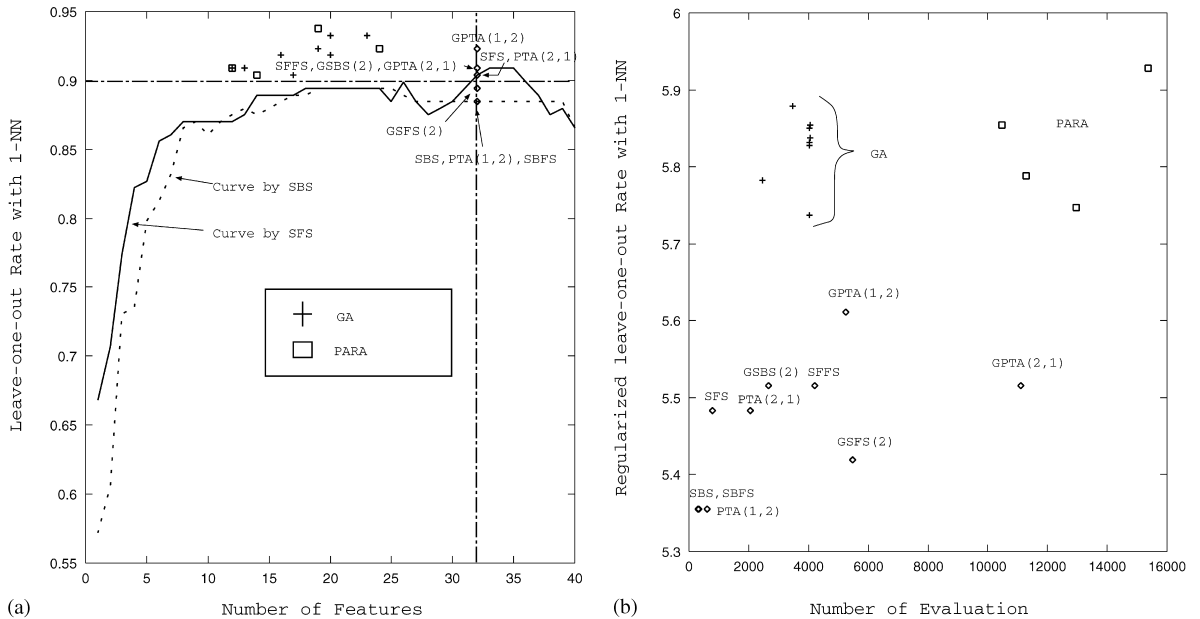 0.95
0.9
0.85
0.8
0.75
0.7
0.65
0.6
0.55
Leave-one-out Rate with 1-NN
GPTA(1,2)
SFS,PTA(2,1)
SFFS,GSBS(2),GPTA(2,1)
GSFS(2)
SBS,PTA(1,2),SBFS
Curve by SBS
Curve by SFS
GA
PARA
0 5 10 15 20 25 30 35 40
(a)
Number of Features
6
5.9
5.8
5.7
5.6
5.5
5.4
5.3
Regularized leave-one-out Rate with 1-NN
PARA
GA
GPTA(1,2)
GPTA(2,1)
GSBS(2) SFFS
SFS
PTA(2,1)
GSFS(2)
SBS,SBFS
PTA(1,2)
0 2000 4000 6000 8000 10000 12000 14000 16000
(b)
Number of Evaluation